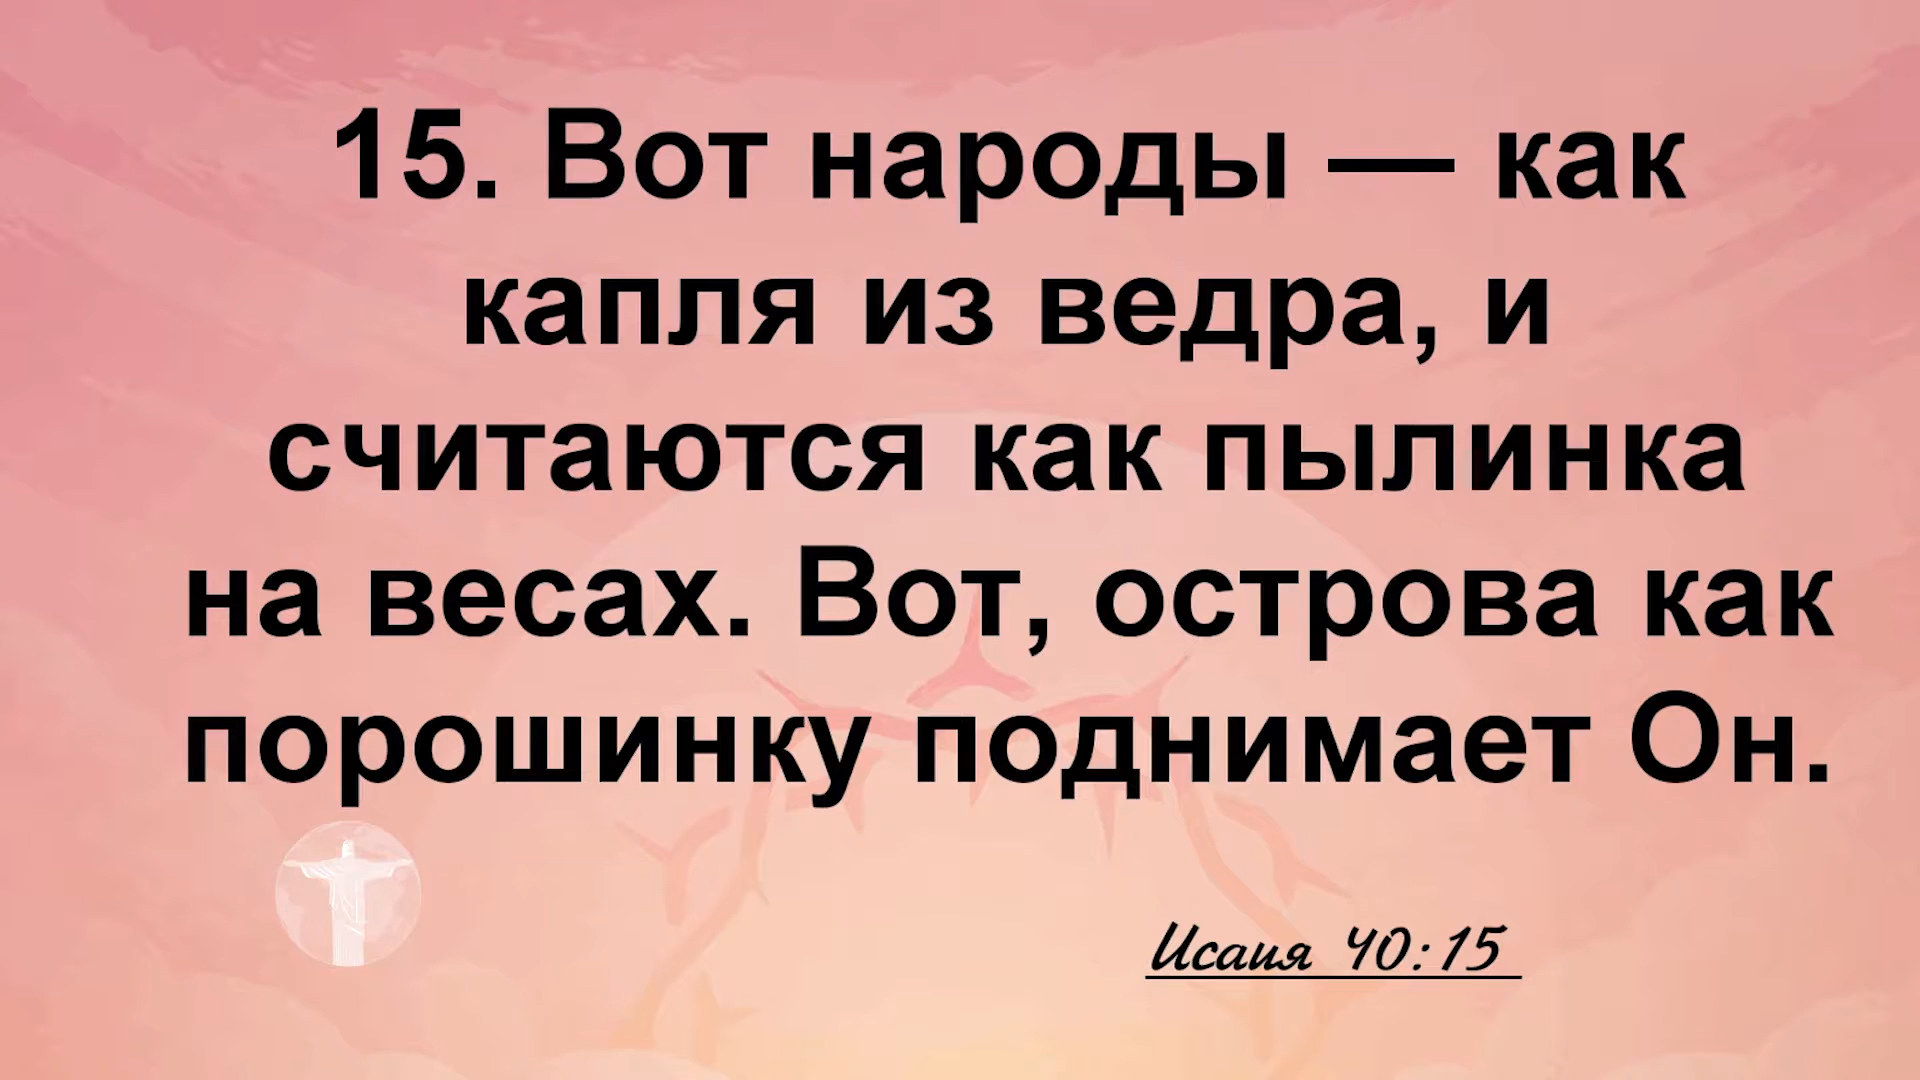 15. Вот народы — как
капля из ведра, и
считаются как пылинка
на весах. Вот, острова как
порошинку поднимает Он.
Исаия 40:15